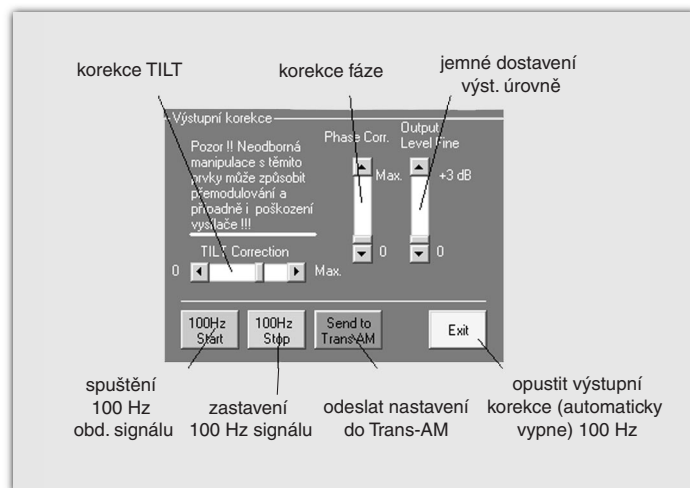 korekce TILT
korekce fáze
jemné dostavení
výst. úrovně
Výstupní korekce
Pozor !! Neodborná
manipulace s těmito
prvky může způsobit
přemodulování a
případně i poškození
vysílače !!!
Phase Corr.
Output
Level Fine
Max.
+3 dB
0
0
TILT Correction
0
Max.
100Hz
Start
100Hz
Stop
Send to
Trans-AM
Exit
spuštění
100 Hz
obd. signálu
zastavení
100 Hz signálu
odeslat nastavení
do Trans-AM
opustit výstupní
korekce (automaticky
vypne) 100 Hz